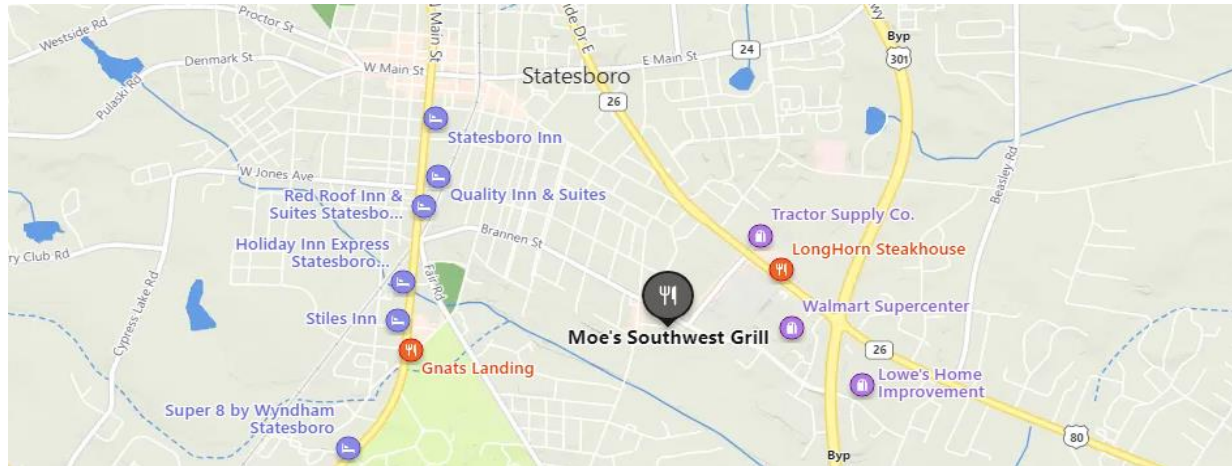 Westside Rd
Proctor St
Denmark St
Pulaski Rd
W Main St
Main St
Statesboro
E Main St
24
26
Byp
301
Statesboro Inn
W Jones Ave
Quality Inn & Suites
Red Roof Inn &
Suites Statesbo...
Holiday Inn Express
Statesboro...
Brannen St
Beasley Rd
Tractor Supply Co.
LongHorn Steakhouse
Cypress Lake Rd
Fair Rd
Walmart Supercenter
Moe's Southwest Grill
Stiles Inn
Gnats Landing
26
Lowe's Home
Improvement
Super 8 by Wyndham
Statesboro
80
Byp